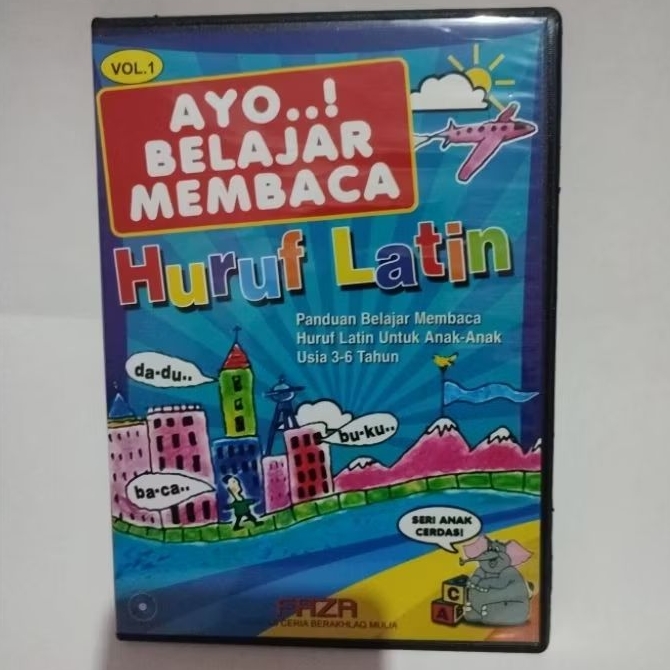 VOL.1
AYO..!
BELAJAR
MEMBACA
Huruf Latin
Panduan Belajar Membaca
Huruf Latin Untuk Anak-Anak
Usia 3-6 Tahun
da-du..
bu-ku..
ba-ca..
SERI ANAK
CERDAS!
C
A
CERIA BERAKHLAQ MULIA